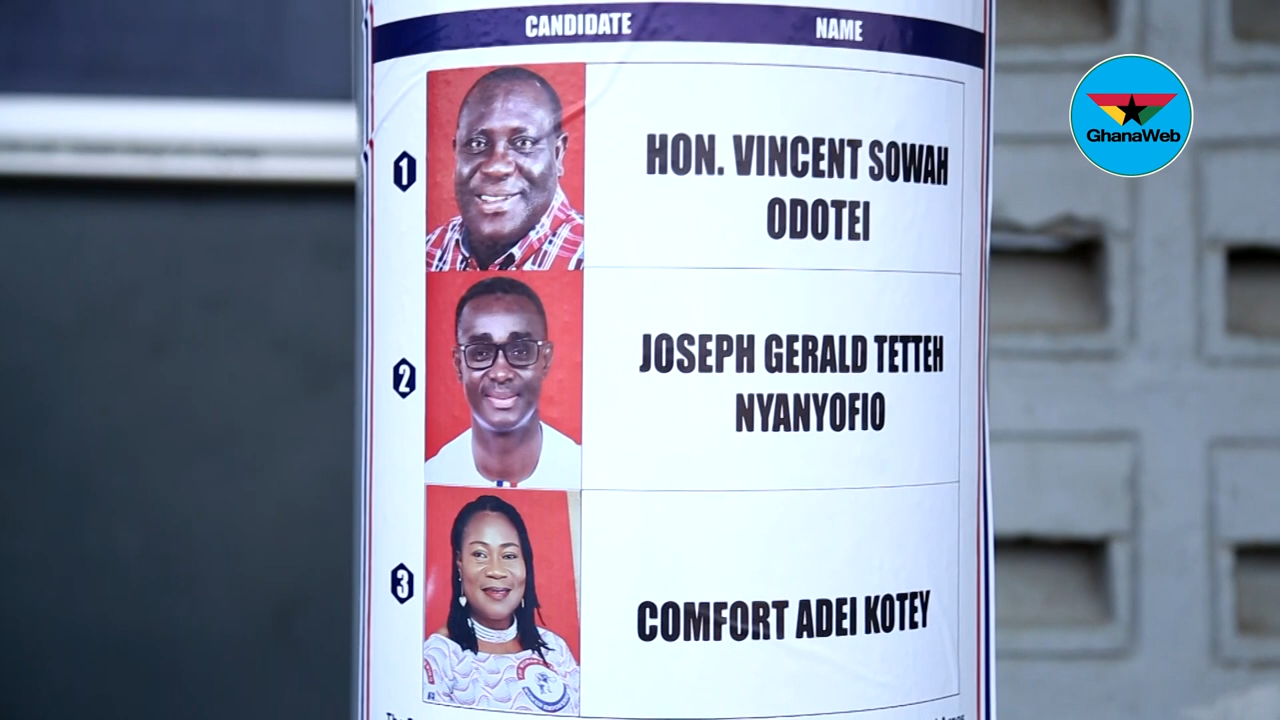 CANDIDATE NAME
GhanaWeb
1
HON. VINCENT SOWAH
ODOTEI
2
JOSEPH GERALD TETTEH
NYANYOFIO
3
COMFORT ADEI KOTEY